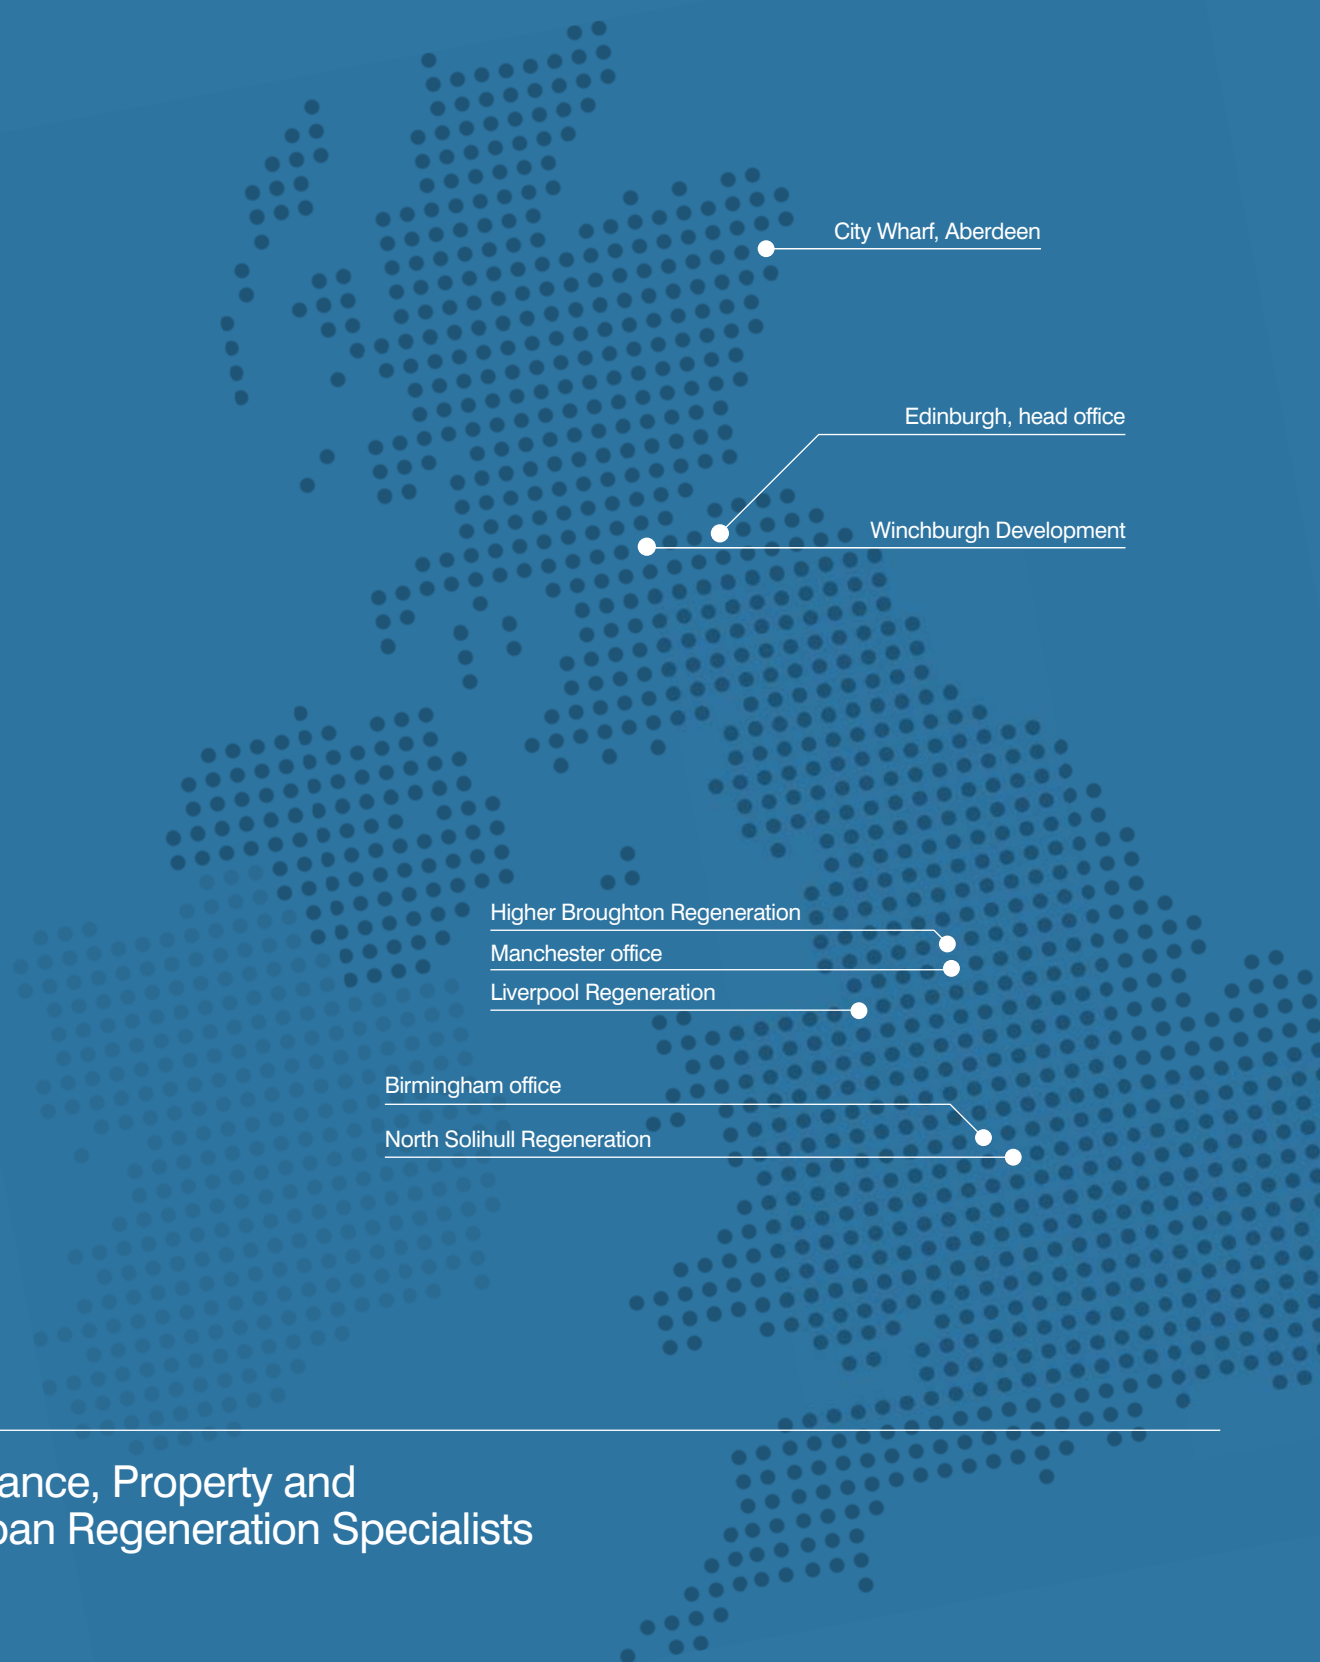 City Wharf, Aberdeen
Edinburgh, head office
Winchburgh Development
Higher Broughton Regeneration
Manchester office
Liverpool Regeneration
Birmingham office
North Solihull Regeneration
ance, Property and
ban Regeneration Specialists